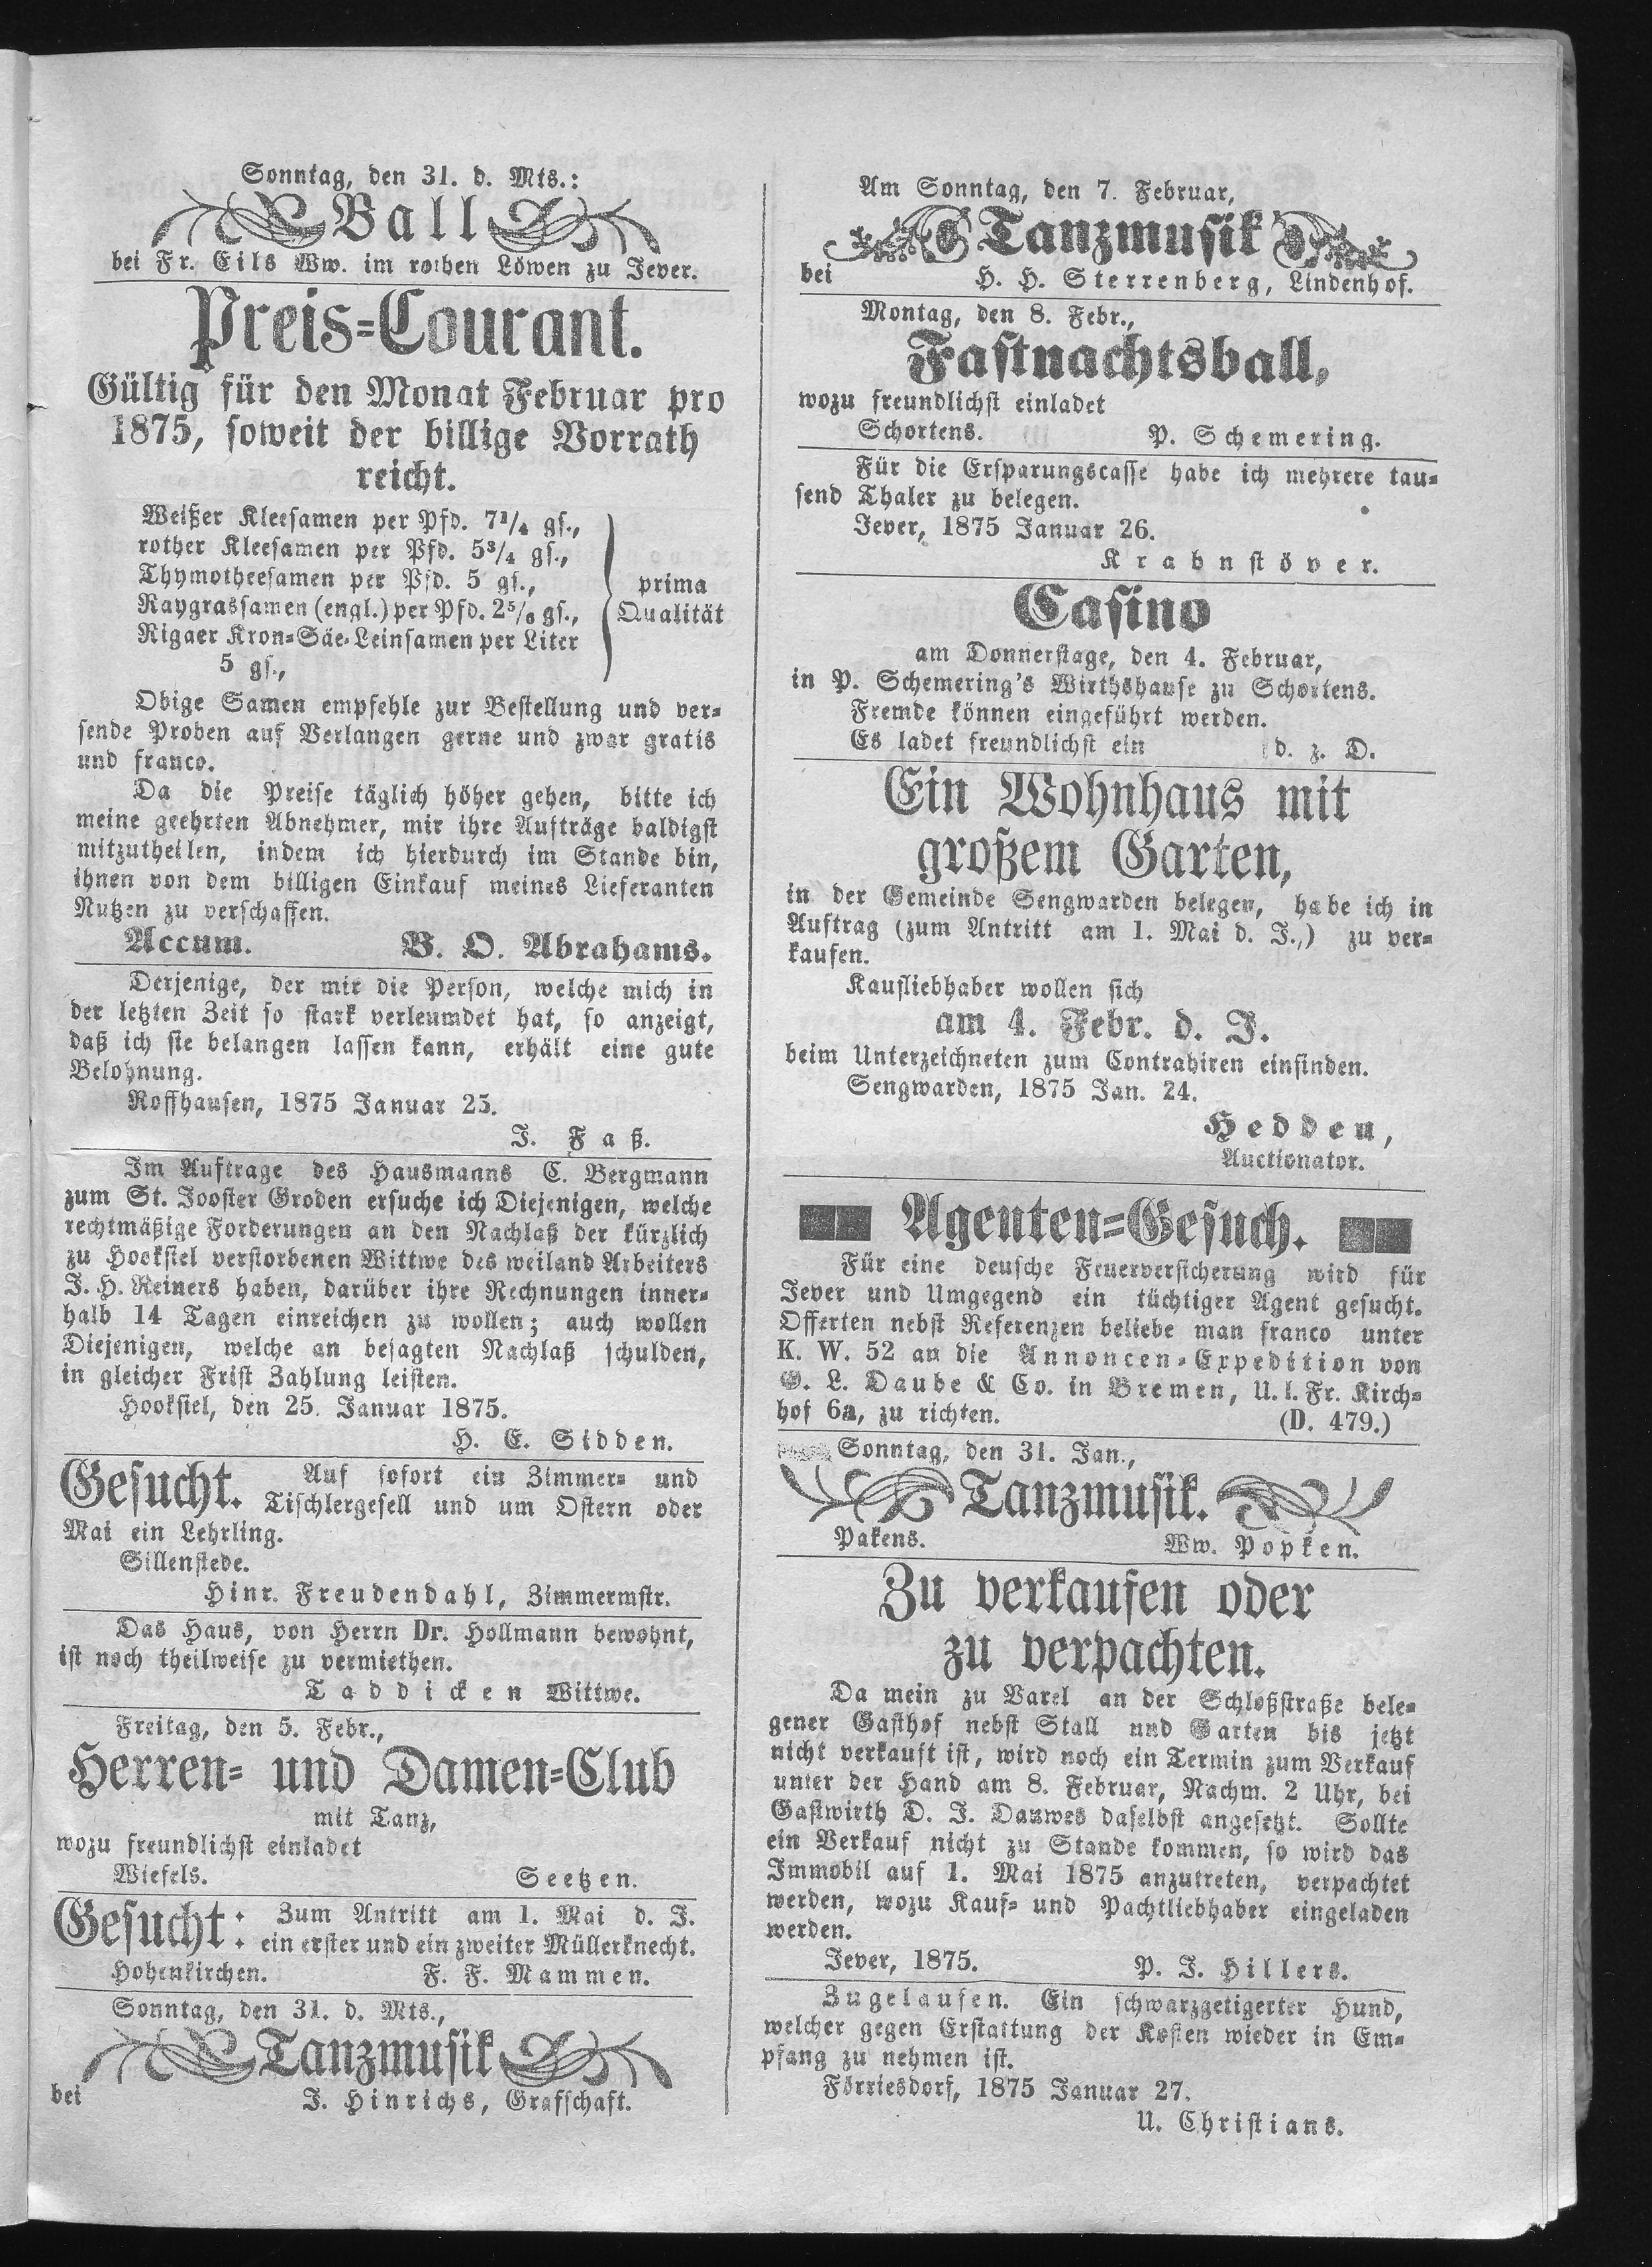 Sonntag, den 31. d. Mts.:
Ball
bei Fr. Eils Ww. im rothen Löwen zu Jever.
Preis-Courant.
Gültig für den Monat Februar pro
1875, soweit der billige Vorrath
reicht.
Weißer Kleesamen per Pfd. 7¼ gs.,
rother Kleesamen per Pfd. 5¾ gs.,
Thymotheesamen per Pfd. 5 gs.,
Raygrassamen (engl.) per Pfd. 2⅝ gs.,
Rigaer Kron-Säe-Leinsamen per Liter
5 gs.,
prima
Qualität
Obige Samen empfehle zur Bestellung und ver-
sende Proben auf Verlangen gerne und zwar gratis
und franco.
Da die Preise täglich höher gehen, bitte ich
meine geehrten Abnehmer, mir ihre Aufträge baldigst
mitzutheilen, indem ich hierdurch im Stande bin,
ihnen von dem billigen Einkauf meines Lieferanten
Nutzen zu verschaffen.
Accum. B. O. Abrahams.
Derjenige, der mir die Person, welche mich in
der letzten Zeit so stark verleumdet hat, so anzeigt,
daß ich sie belangen lassen kann, erhält eine gute
Belohnung.
Roffhausen, 1875 Januar 25.
J. Faß.
Im Auftrage des Hausmanns C. Bergmann
zum St. Jooster Groden ersuche ich Diejenigen, welche
rechtmäßige Forderungen an den Nachlaß der kürzlich
zu Hooksiel verstorbenen Wittwe des weiland Arbeiters
J. H. Reiners haben, darüber ihre Rechnungen inner-
halb 14 Tagen einreichen zu wollen; auch wollen
Diejenigen, welche an besagten Nachlaß schulden,
in gleicher Frist Zahlung leisten.
Hooksiel, den 25. Januar 1875.
H. E. Sidden.
Gesucht. Auf sofort ein Zimmer- und
Tischlergesell und um Ostern oder
Mai ein Lehrling.
Sillenstede.
Hinr. Freudendahl, Zimmermstr.
Das Haus, von Herrn Dr. Hollmann bewohnt,
ist noch theilweise zu vermiethen.
Taddicken Wittwe.
Freitag, den 5. Febr.,
Herren- und Damen-Club
mit Tanz,
wozu freundlichst einladet
Wiefels. Seetzen.
Gesucht: Zum Antritt am 1. Mai d. J.
ein erster und ein zweiter Müllerknecht.
Hohenkirchen. F. F. Mammen.
Sonntag, den 31. d. Mts.,
Tanzmusik
bei J. Hinrichs, Grafschaft.
Am Sonntag, den 7. Februar,
Tanzmusik
bei H. H. Sterrenberg, Lindenhof.
Montag, den 8. Febr.,
Fastnachtsball,
wozu freundlichst einladet
Schortens. P. Schemering.
Für die Ersparungscasse habe ich mehrere tau-
send Thaler zu belegen.
Jever, 1875 Januar 26.
Krahnstöver.
Casino
am Donnerstage, den 4. Februar,
in P. Schemering's Wirthshause zu Schortens.
Fremde können eingeführt werden.
Es ladet freundlichst ein d. z. D.
Ein Wohnhaus mit
großem Garten,
in der Gemeinde Sengwarden belegen, habe ich in
Auftrag (zum Antritt am 1. Mai d. J.,) zu ver-
kaufen.
Kaufliebhaber wollen sich
am 4. Febr. d. J.
beim Unterzeichneten zum Contrahiren einfinden.
Sengwarden, 1875 Jan. 24.
Hedden,
Auctionator.
Agenten-Gesuch.
Für eine deusche Feuerversicherung wird für
Jever und Umgegend ein tüchtiger Agent gesucht.
Offerten nebst Referenzen beliebe man franco unter
K. W. 52 an die Annoncen-Expedition von
G. L. Daube & Co. in Bremen, U. l. Fr. Kirch-
hof 6a, zu richten. (D. 479.)
Sonntag, den 31. Jan.,
Tanzmusik.
Pakens. Ww. Popken.
Zu verkaufen oder
zu verpachten.
Da mein zu Varel an der Schloßstraße bele-
gener Gasthof nebst Stall und Garten bis jetzt
nicht verkauft ist, wird noch ein Termin zum Verkauf
unter der Hand am 8. Februar, Nachm. 2 Uhr, bei
Gastwirth D. J. Dauwes daselbst angesetzt. Sollte
ein Verkauf nicht zu Stande kommen, so wird das
Immobil auf 1. Mai 1875 anzutreten, verpachtet
werden, wozu Kauf- und Pachtliebhaber eingeladen
werden.
Jever, 1875. P. J. Hillers.
Zugelaufen. Ein schwarzgetigerter Hund,
welcher gegen Erstattung der Kosten wieder in Em-
pfang zu nehmen ist.
Förriesdorf, 1875 Januar 27.
U. Christians.